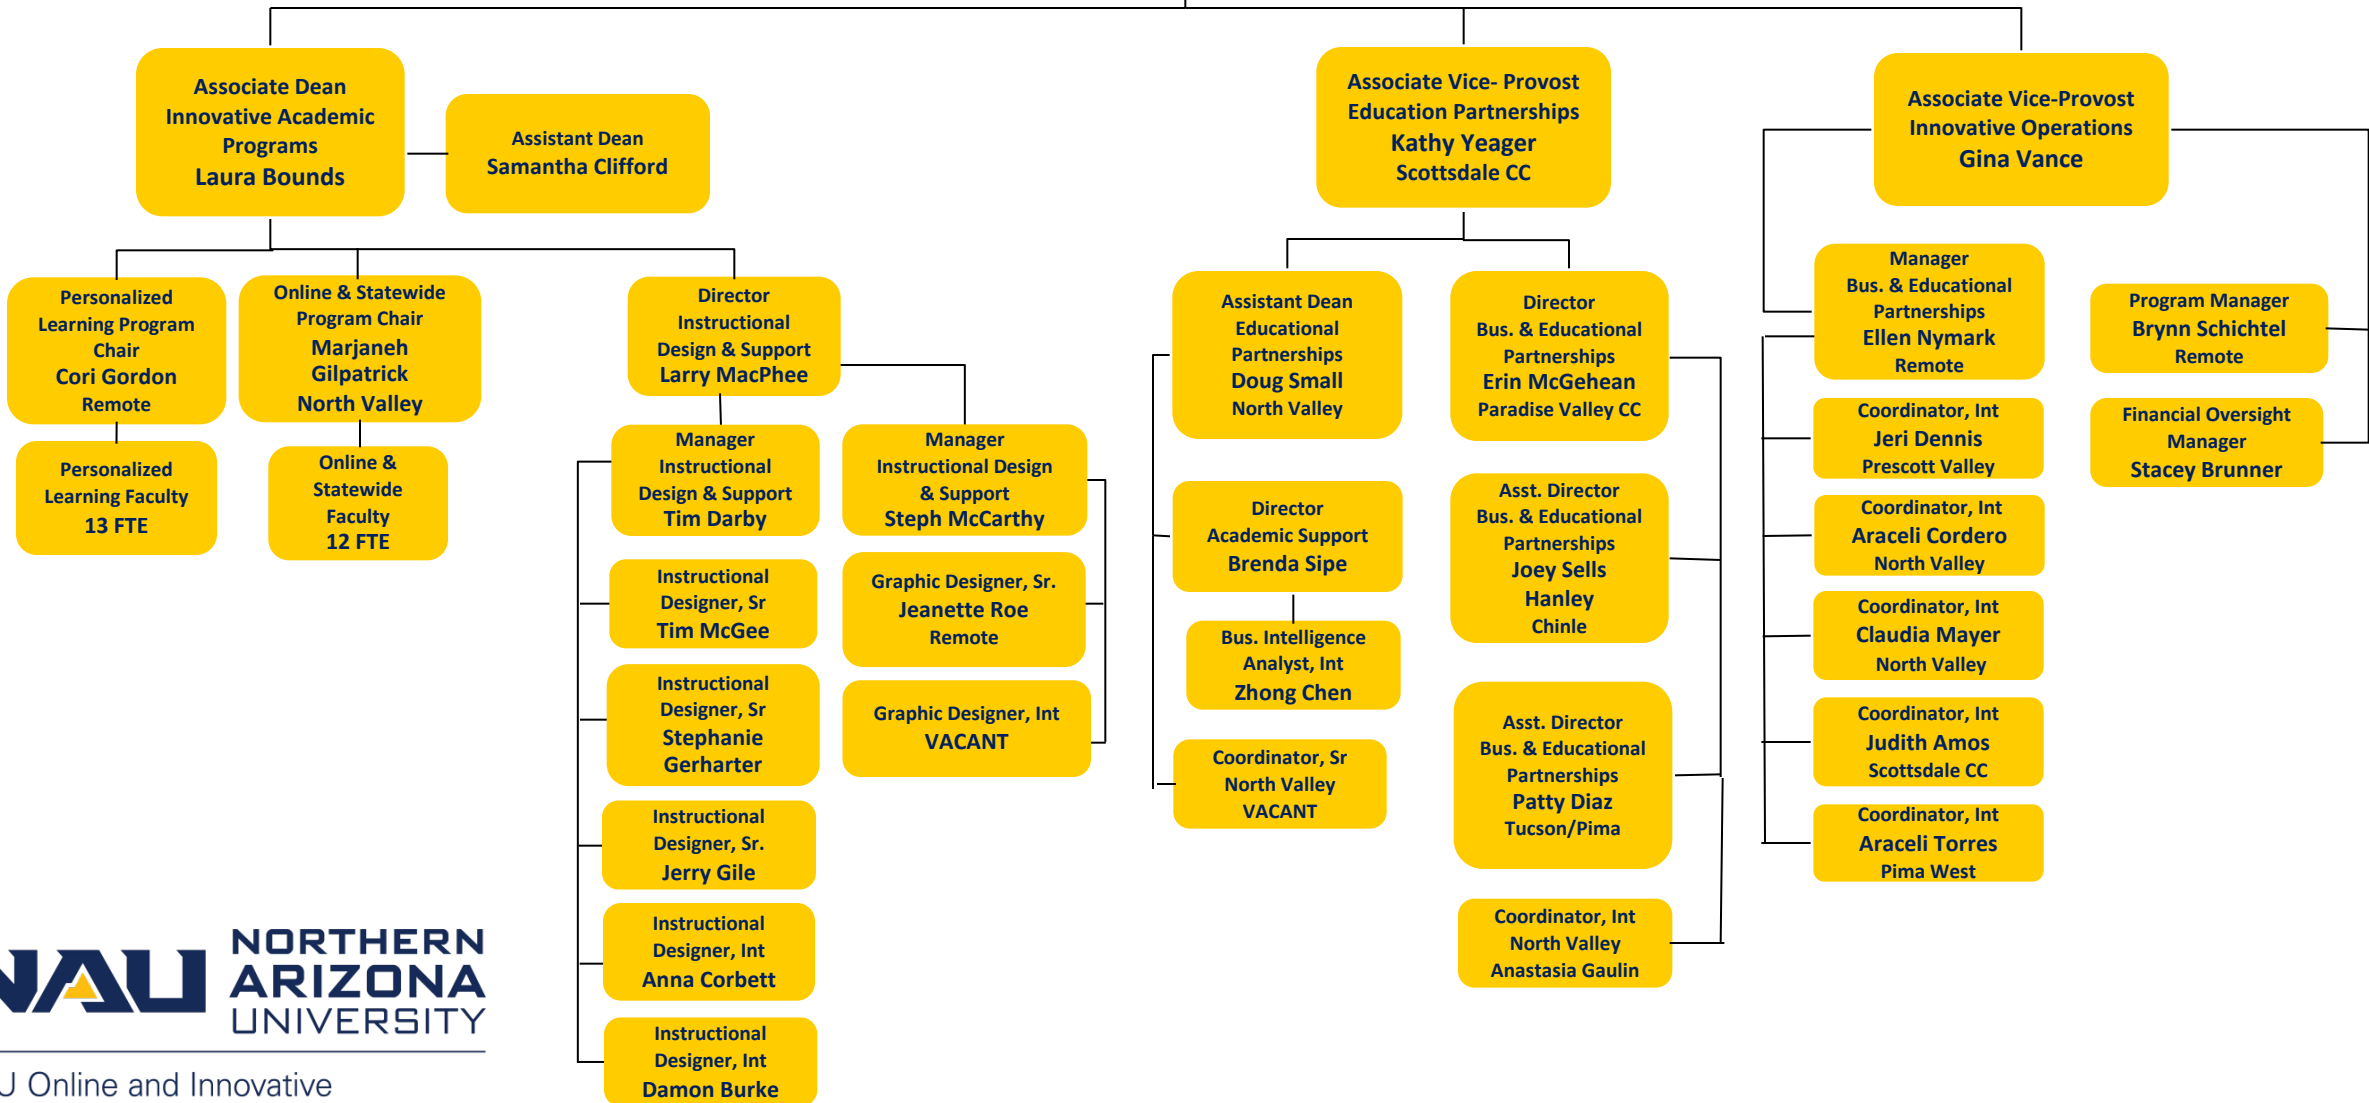 Associate Dean
Innovative Academic
Programs
Laura Bounds
Assistant Dean
Samantha Clifford
Associate Vice- Provost
Education Partnerships
Kathy Yeager
Scottsdale CC
Associate Vice-Provost
Innovative Operations
Gina Vance
Personalized
Learning Program
Chair
Cori Gordon
Remote
Personalized
Learning Faculty
13 FTE
Online & Statewide
Program Chair
Marjaneh
Gilpatrick
North Valley
Online &
Statewide
Faculty
12 FTE
Director
Instructional
Design & Support
Larry MacPhee
Manager
Instructional
Design & Support
Tim Darby
Instructional
Designer, Sr
Tim McGee
Instructional
Designer, Sr
Stephanie
Gerharter
Instructional
Designer, Sr.
Jerry Gile
Instructional
Designer, Int
Anna Corbett
Instructional
Designer, Int
Damon Burke
Manager
Instructional Design
& Support
Steph McCarthy
Graphic Designer, Sr.
Jeanette Roe
Remote
Graphic Designer, Int
VACANT
Assistant Dean
Educational
Partnerships
Doug Small
North Valley
Director
Academic Support
Brenda Sipe
Bus. Intelligence
Analyst, Int
Zhong Chen
Coordinator, Sr
North Valley
VACANT
Director
Bus. & Educational
Partnerships
Erin McGehean
Paradise Valley CC
Asst. Director
Bus. & Educational
Partnerships
Joey Sells
Hanley
Chinle
Asst. Director
Bus. & Educational
Partnerships
Patty Diaz
Tucson/Pima
Coordinator, Int
North Valley
Anastasia Gaulin
Manager
Bus. & Educational
Partnerships
Ellen Nymark
Remote
Coordinator, Int
Jeri Dennis
Prescott Valley
Coordinator, Int
Araceli Cordero
North Valley
Coordinator, Int
Claudia Mayer
North Valley
Coordinator, Int
Judith Amos
Scottsdale CC
Coordinator, Int
Araceli Torres
Pima West
Program Manager
Brynn Schichtel
Remote
Financial Oversight
Manager
Stacey Brunner
NAU
NORTHERN
ARIZONA
UNIVERSITY
U Online and Innovative